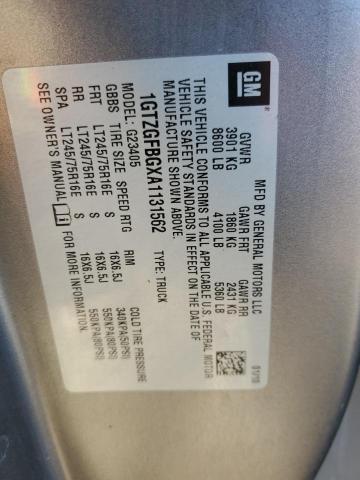 GM
MFD BY GENERAL MOTORS LLC
01/10
GVWR GAWR FRT GAWR RR
3901 KG 1860 KG 2431 KG
8600 LB 4100 LB 5360 LB
THIS VEHICLE CONFORMS TO ALL APPLICABLE U.S. FEDERAL MOTOR
VEHICLE SAFETY STANDARDS IN EFFECT ON THE DATE OF
MANUFACTURE SHOWN ABOVE.
1GTZGFBGXA1131562 TYPE: TRUCK
MODEL: G23405
GBBS TIRE SIZE SPEED RTG RIM COLD TIRE PRESSURE
FRT LT245/75R16E S 16X6.5J 340KPA(50PSI)
RR LT245/75R16E S 16X6.5J 550KPA(80PSI)
SPA LT245/75R16E S 16X6.5J 550KPA(80PSI)
SEE OWNER'S MANUAL FOR MORE INFORMATION.